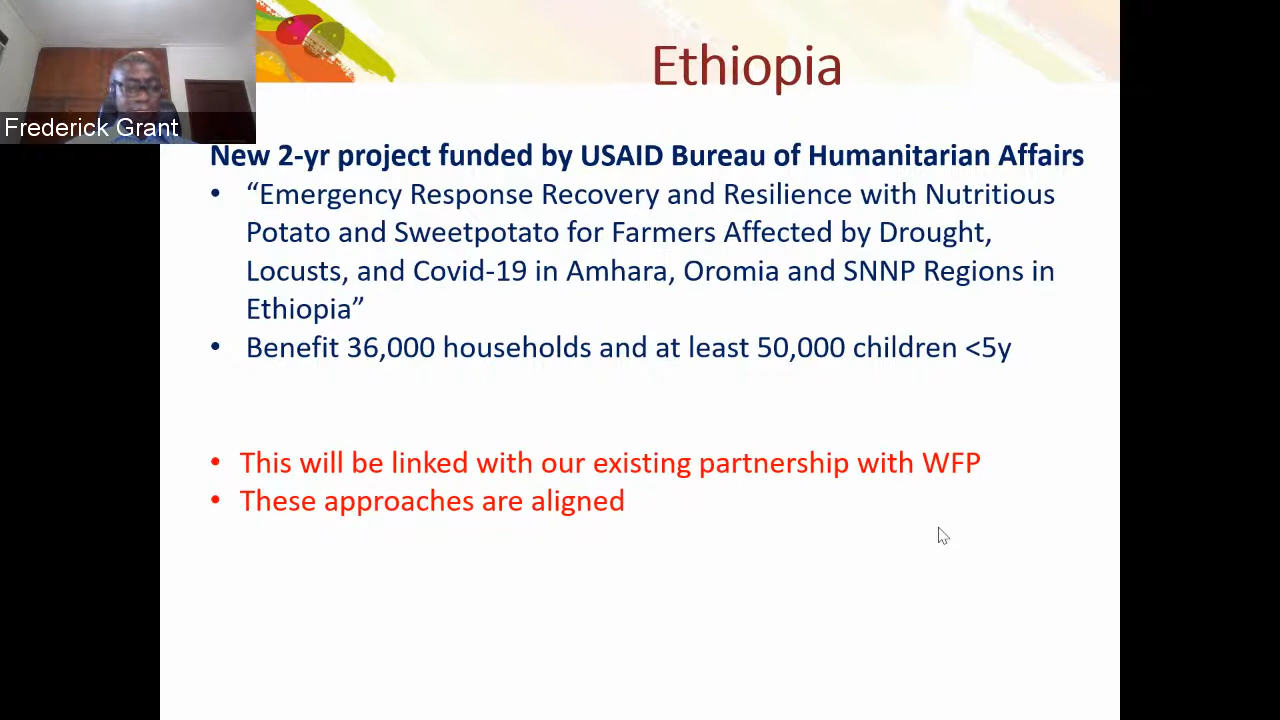 Ethiopia
Frederick Grant
New 2-yr project funded by USAID Bureau of Humanitarian Affairs
• “Emergency Response Recovery and Resilience with Nutritious
Potato and Sweetpotato for Farmers Affected by Drought,
Locusts, and Covid-19 in Amhara, Oromia and SNNP Regions in
Ethiopia”
• Benefit 36,000 households and at least 50,000 children <5y
• This will be linked with our existing partnership with WFP
• These approaches are aligned